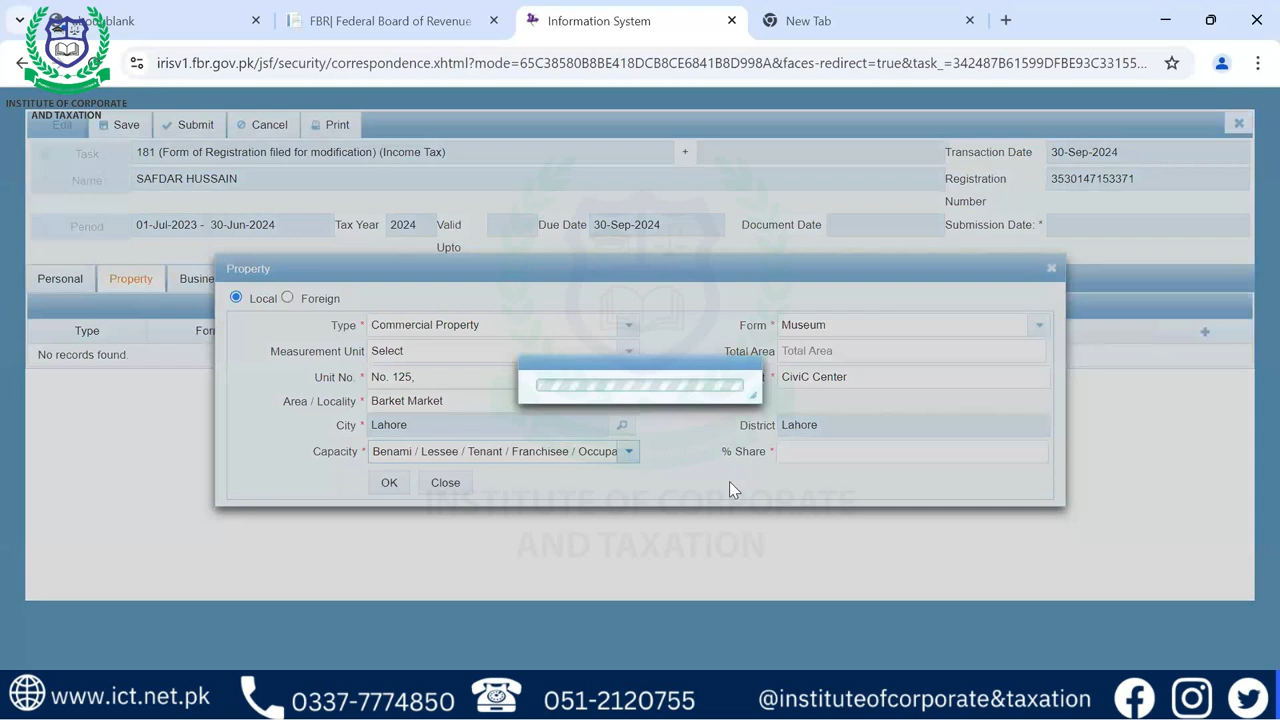 about:blank
FBR| Federal Board of Revenue
Information System
New Tab
irisv1.fbr.gov.pk/jsf/security/correspondence.xhtml?mode=65C38580B8BE418DCB8CE6841B8D998A&faces-redirect=true&task_=342487B61599DFBE93C33155...
INSTITUTE OF CORPORATE
AND TAXATION
Edit Save Submit Cancel Print
Task 181 (Form of Registration filed for modification) (Income Tax) + Transaction Date 30-Sep-2024
Name SAFDAR HUSSAIN Registration Number 3530147153371
Period 01-Jul-2023 - 30-Jun-2024 Tax Year 2024 Valid Upto Due Date 30-Sep-2024 Document Date Submission Date: *
Personal Property Busine
Property
Local Foreign
Type * Commercial Property Form * Museum
Measurement Unit Select Total Area Total Area
Unit No. * No. 125, * CiviC Center
Area / Locality * Barket Market
City * Lahore District Lahore
Capacity * Benami / Lessee / Tenant / Franchisee / Occupa % Share *
OK Close
Type For
No records found.
INSTITUTE OF CORPORATE
AND TAXATION
www.ict.net.pk 0337-7774850 051-2120755 @instituteofcorporate&taxation